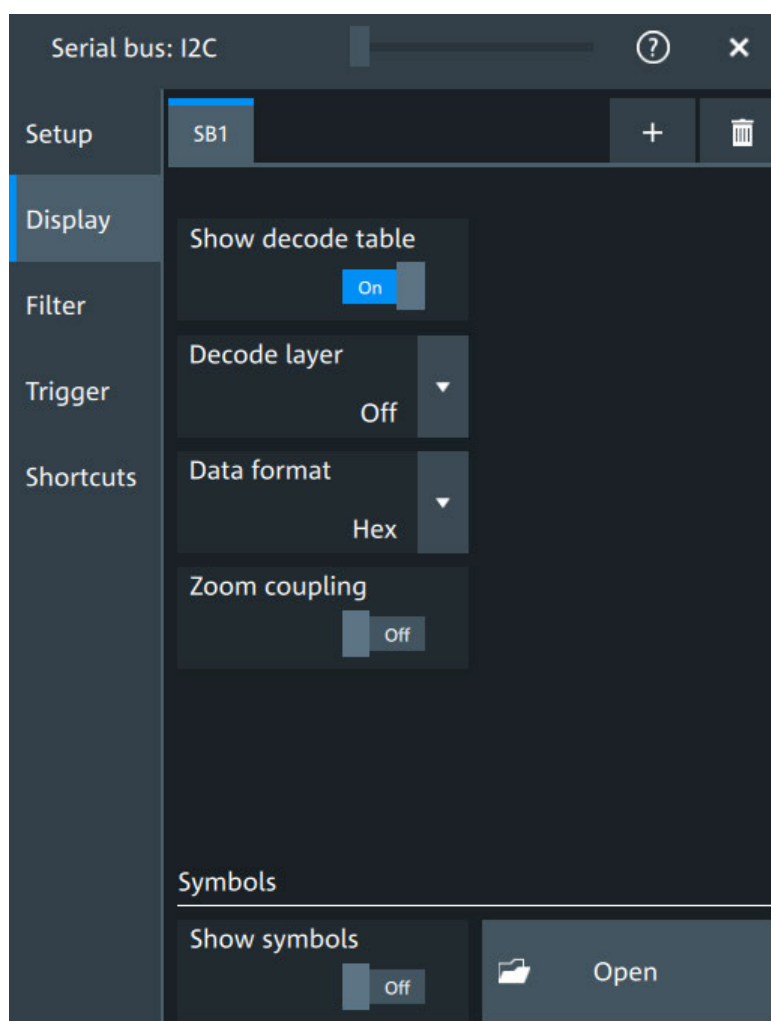 Serial bus: I2C
?
Setup
SB1
+
Display
Show decode table
On
Filter
Decode layer
Off
Trigger
Data format
Hex
Shortcuts
Zoom coupling
Off
Symbols
Show symbols
Off
Open